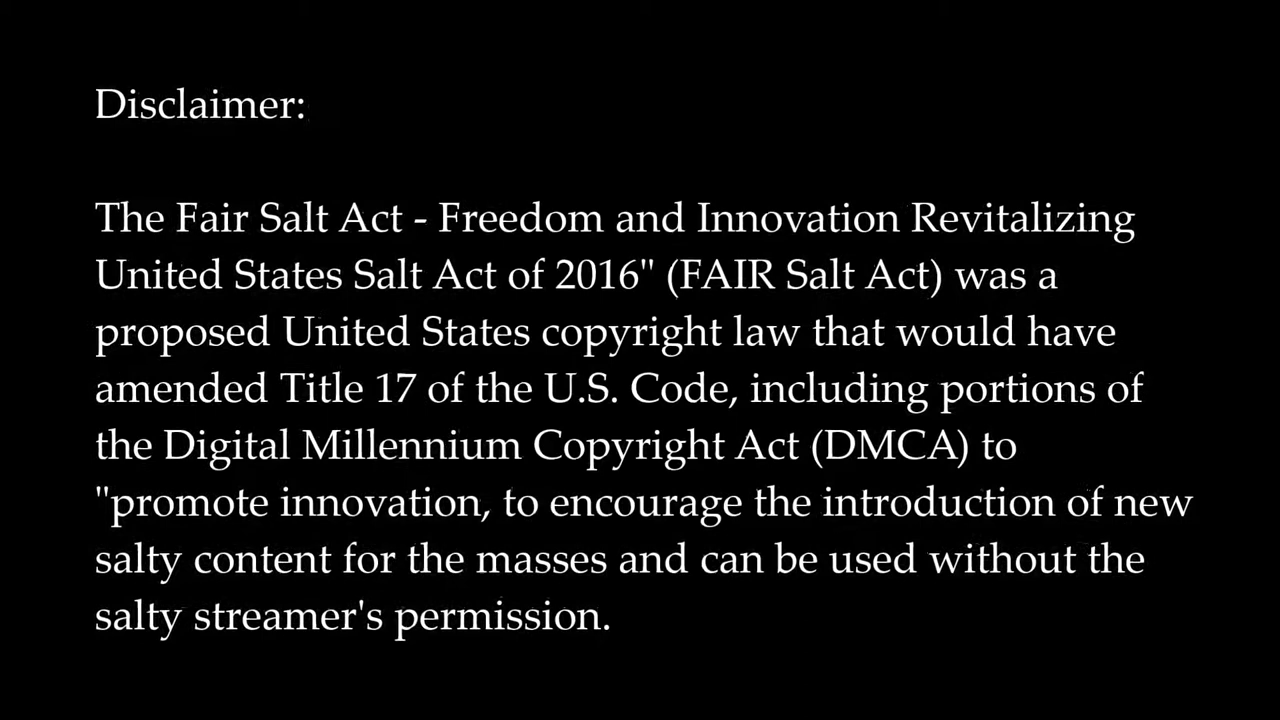 Disclaimer:
The Fair Salt Act - Freedom and Innovation Revitalizing
United States Salt Act of 2016" (FAIR Salt Act) was a
proposed United States copyright law that would have
amended Title 17 of the U.S. Code, including portions of
the Digital Millennium Copyright Act (DMCA) to
"promote innovation, to encourage the introduction of new
salty content for the masses and can be used without the
salty streamer's permission.